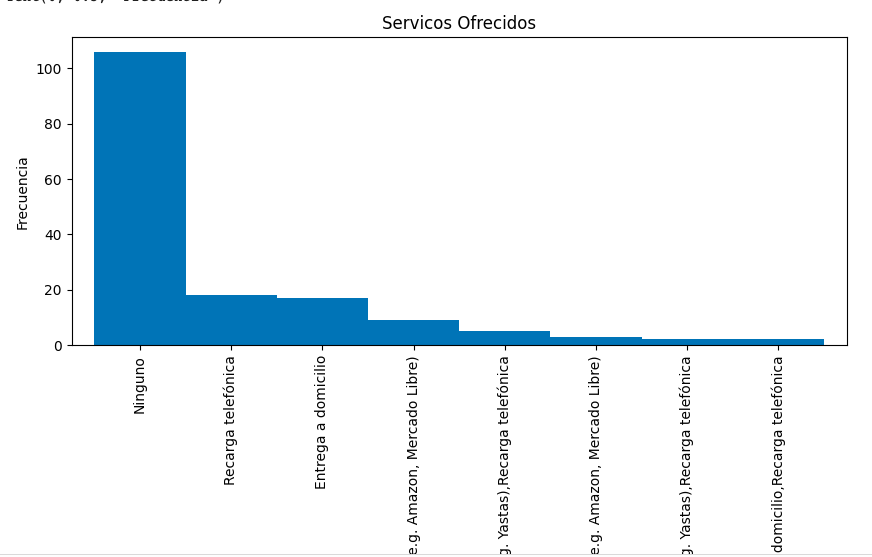 Servicos Ofrecidos
Frecuencia
100
80
60
40
20
0
Ninguno
Recarga telefónica
Entrega a domicilio
e.g. Amazon, Mercado Libre)
g. Yastas),Recarga telefónica
e.g. Amazon, Mercado Libre)
g. Yastas),Recarga telefónica
domicilio,Recarga telefónica